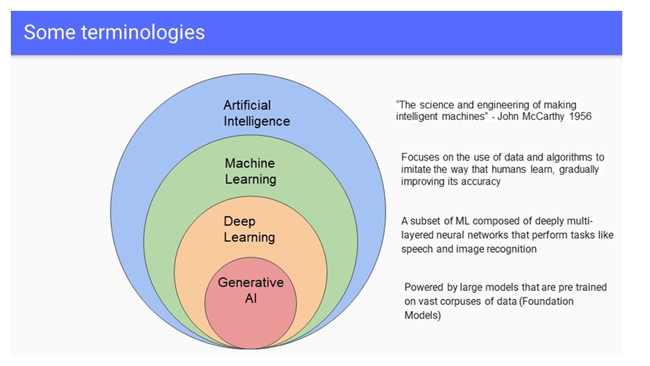 Some terminologies
Artificial
Intelligence
"The science and engineering of making
intelligent machines" - John McCarthy 1956
Machine
Learning
Focuses on the use of data and algorithms to
imitate the way that humans learn, gradually
improving its accuracy
Deep
Learning
A subset of ML composed of deeply multi-
layered neural networks that perform tasks like
speech and image recognition
Generative
AI
Powered by large models that are pre trained
on vast corpuses of data (Foundation
Models)